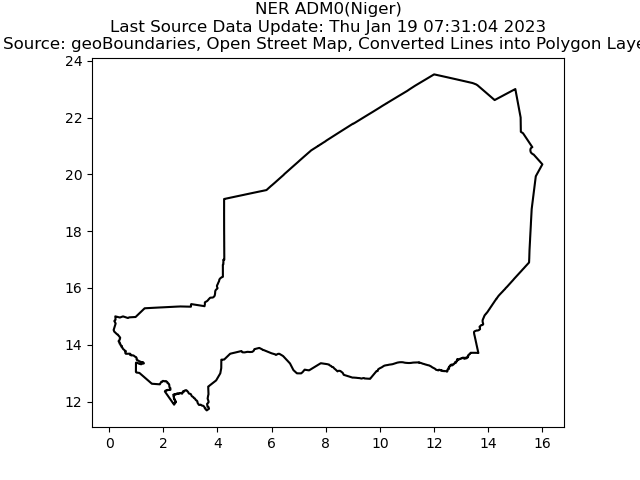 NER ADM0(Niger)
Last Source Data Update: Thu Jan 19 07:31:04 2023
Source: geoBoundaries, Open Street Map, Converted Lines into Polygon Laye
24
22
20
18
16
14
12
0 2 4 6 8 10 12 14 16